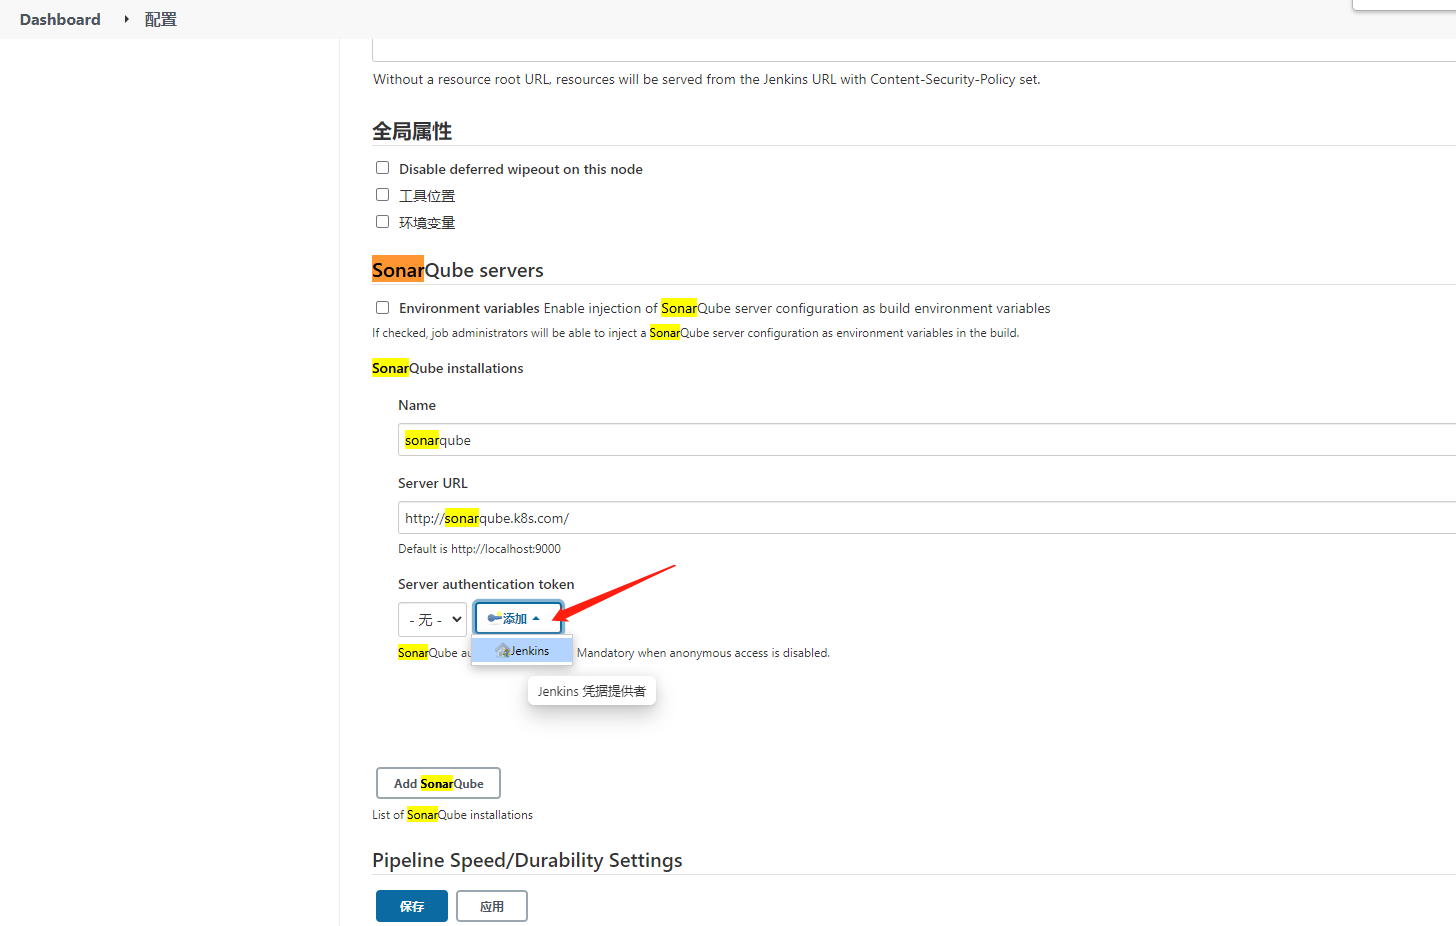 Dashboard 配置
Without a resource root URL, resources will be served from the Jenkins URL with Content-Security-Policy set.
全局属性
Disable deferred wipeout on this node
工具位置
环境变量
SonarQube servers
Environment variables Enable injection of SonarQube server configuration as build environment variables
If checked, job administrators will be able to inject a SonarQube server configuration as environment variables in the build.
SonarQube installations
Name
sonarqube
Server URL
http://sonarqube.k8s.com/
Default is http://localhost:9000
Server authentication token
- 无 - 添加
Jenkins
SonarQube au Mandatory when anonymous access is disabled.
Jenkins 凭据提供者
Add SonarQube
List of SonarQube installations
Pipeline Speed/Durability Settings
保存 应用